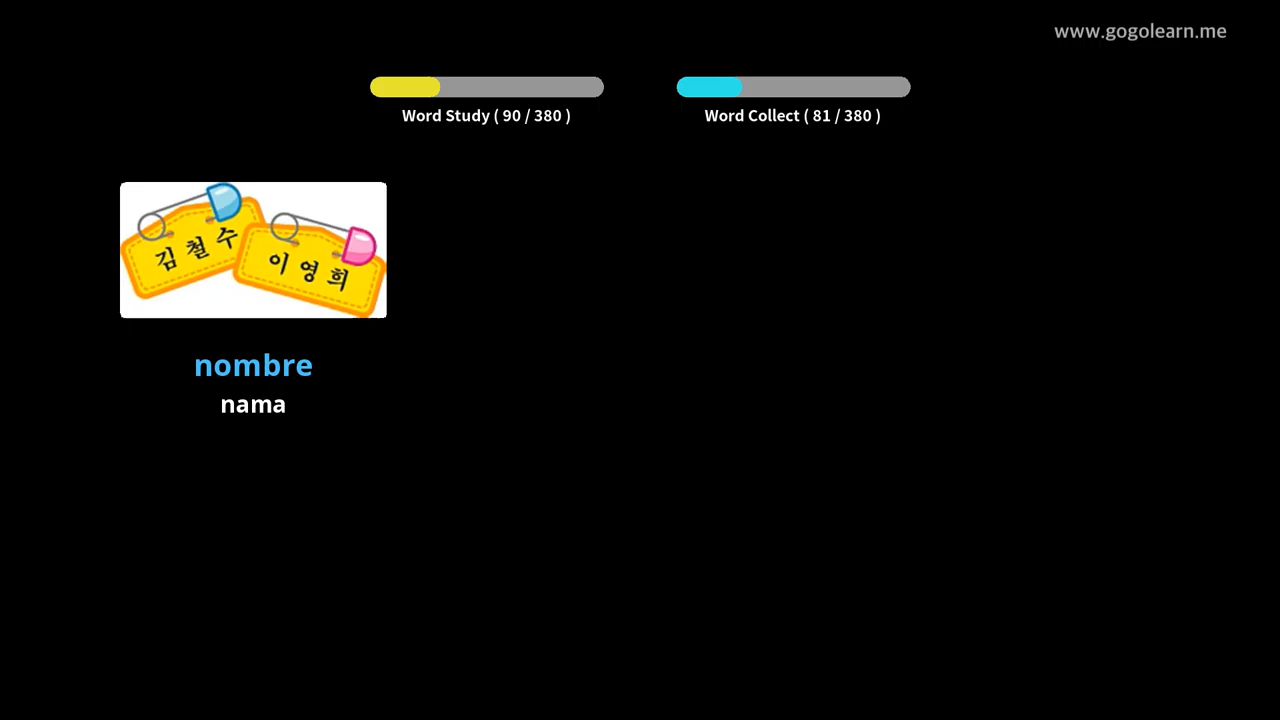 www.gogolearn.me
Word Study ( 90 / 380 )
Word Collect ( 81 / 380 )
김철수
이영희
nombre
nama